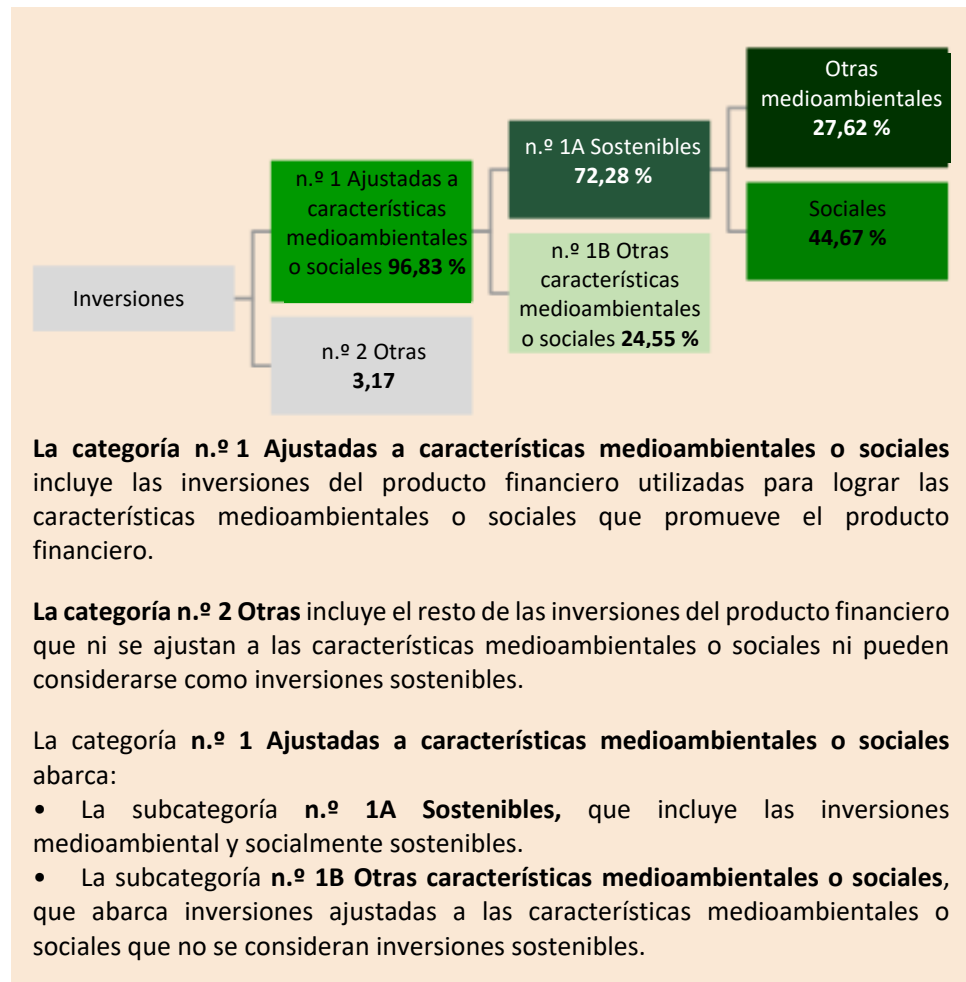 Otras
medioambientales
27,62 %
n.º 1A Sostenibles
72,28 %
n.º 1 Ajustadas a
características
medioambientales
o sociales 96,83 %
Sociales
44,67 %
n.º 1B Otras
características
medioambientales
o sociales 24,55 %
Inversiones
n.º 2 Otras
3,17
La categoría n.º 1 Ajustadas a características medioambientales o sociales
incluye las inversiones del producto financiero utilizadas para lograr las
características medioambientales o sociales que promueve el producto
financiero.
La categoría n.º 2 Otras incluye el resto de las inversiones del producto financiero
que ni se ajustan a las características medioambientales o sociales ni pueden
considerarse como inversiones sostenibles.
La categoría n.º 1 Ajustadas a características medioambientales o sociales
abarca:
• La subcategoría n.º 1A Sostenibles, que incluye las inversiones
medioambiental y socialmente sostenibles.
• La subcategoría n.º 1B Otras características medioambientales o sociales,
que abarca inversiones ajustadas a las características medioambientales o
sociales que no se consideran inversiones sostenibles.